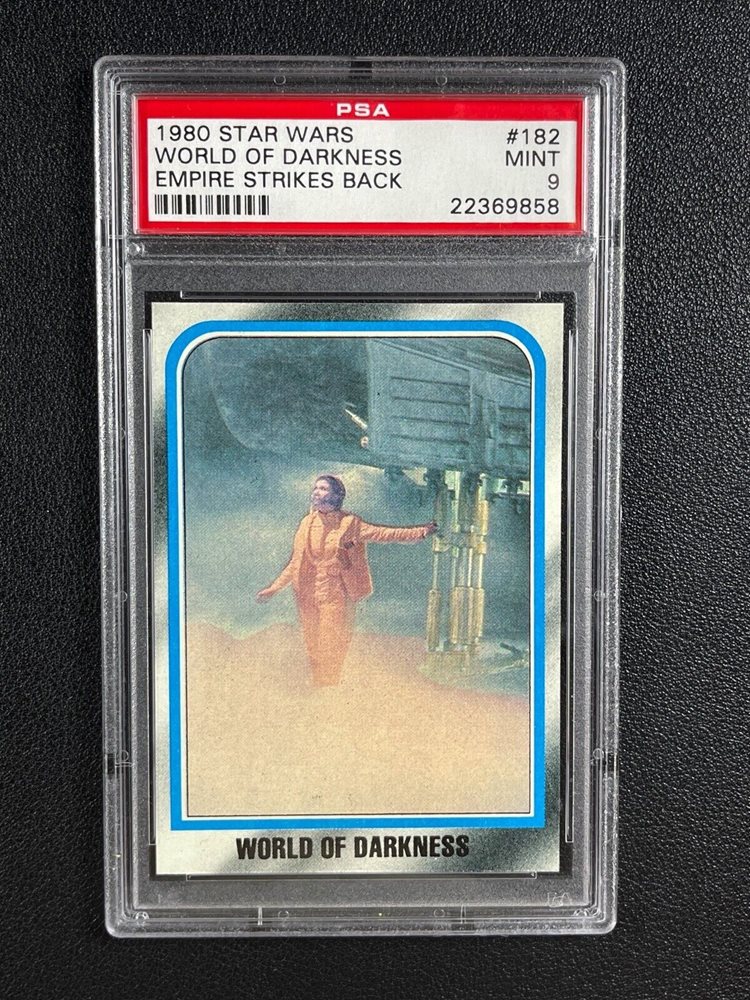 PSA
1980 STAR WARS #182
WORLD OF DARKNESS MINT
EMPIRE STRIKES BACK 9
22369858
WORLD OF DARKNESS